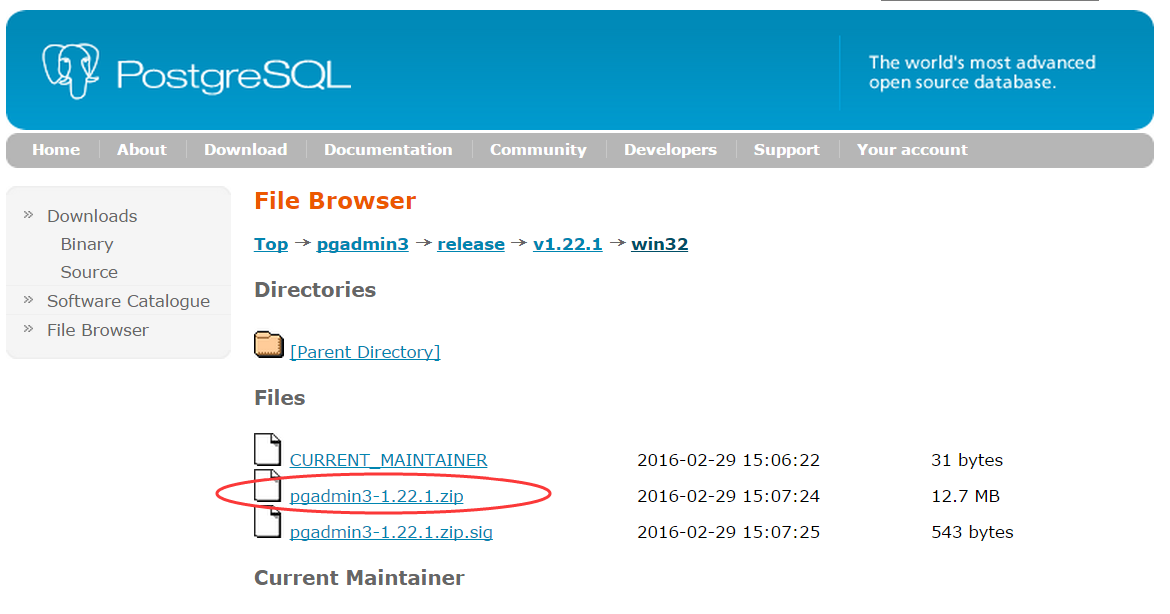 PostgreSQL
The world's most advanced
open source database.
Home About Download Documentation Community Developers Support Your account
» Downloads
Binary
Source
» Software Catalogue
» File Browser
File Browser
Top → pgadmin3 → release → v1.22.1 → win32
Directories
[Parent Directory]
Files
CURRENT_MAINTAINER 2016-02-29 15:06:22 31 bytes
pgadmin3-1.22.1.zip 2016-02-29 15:07:24 12.7 MB
pgadmin3-1.22.1.zip.sig 2016-02-29 15:07:25 543 bytes
Current Maintainer